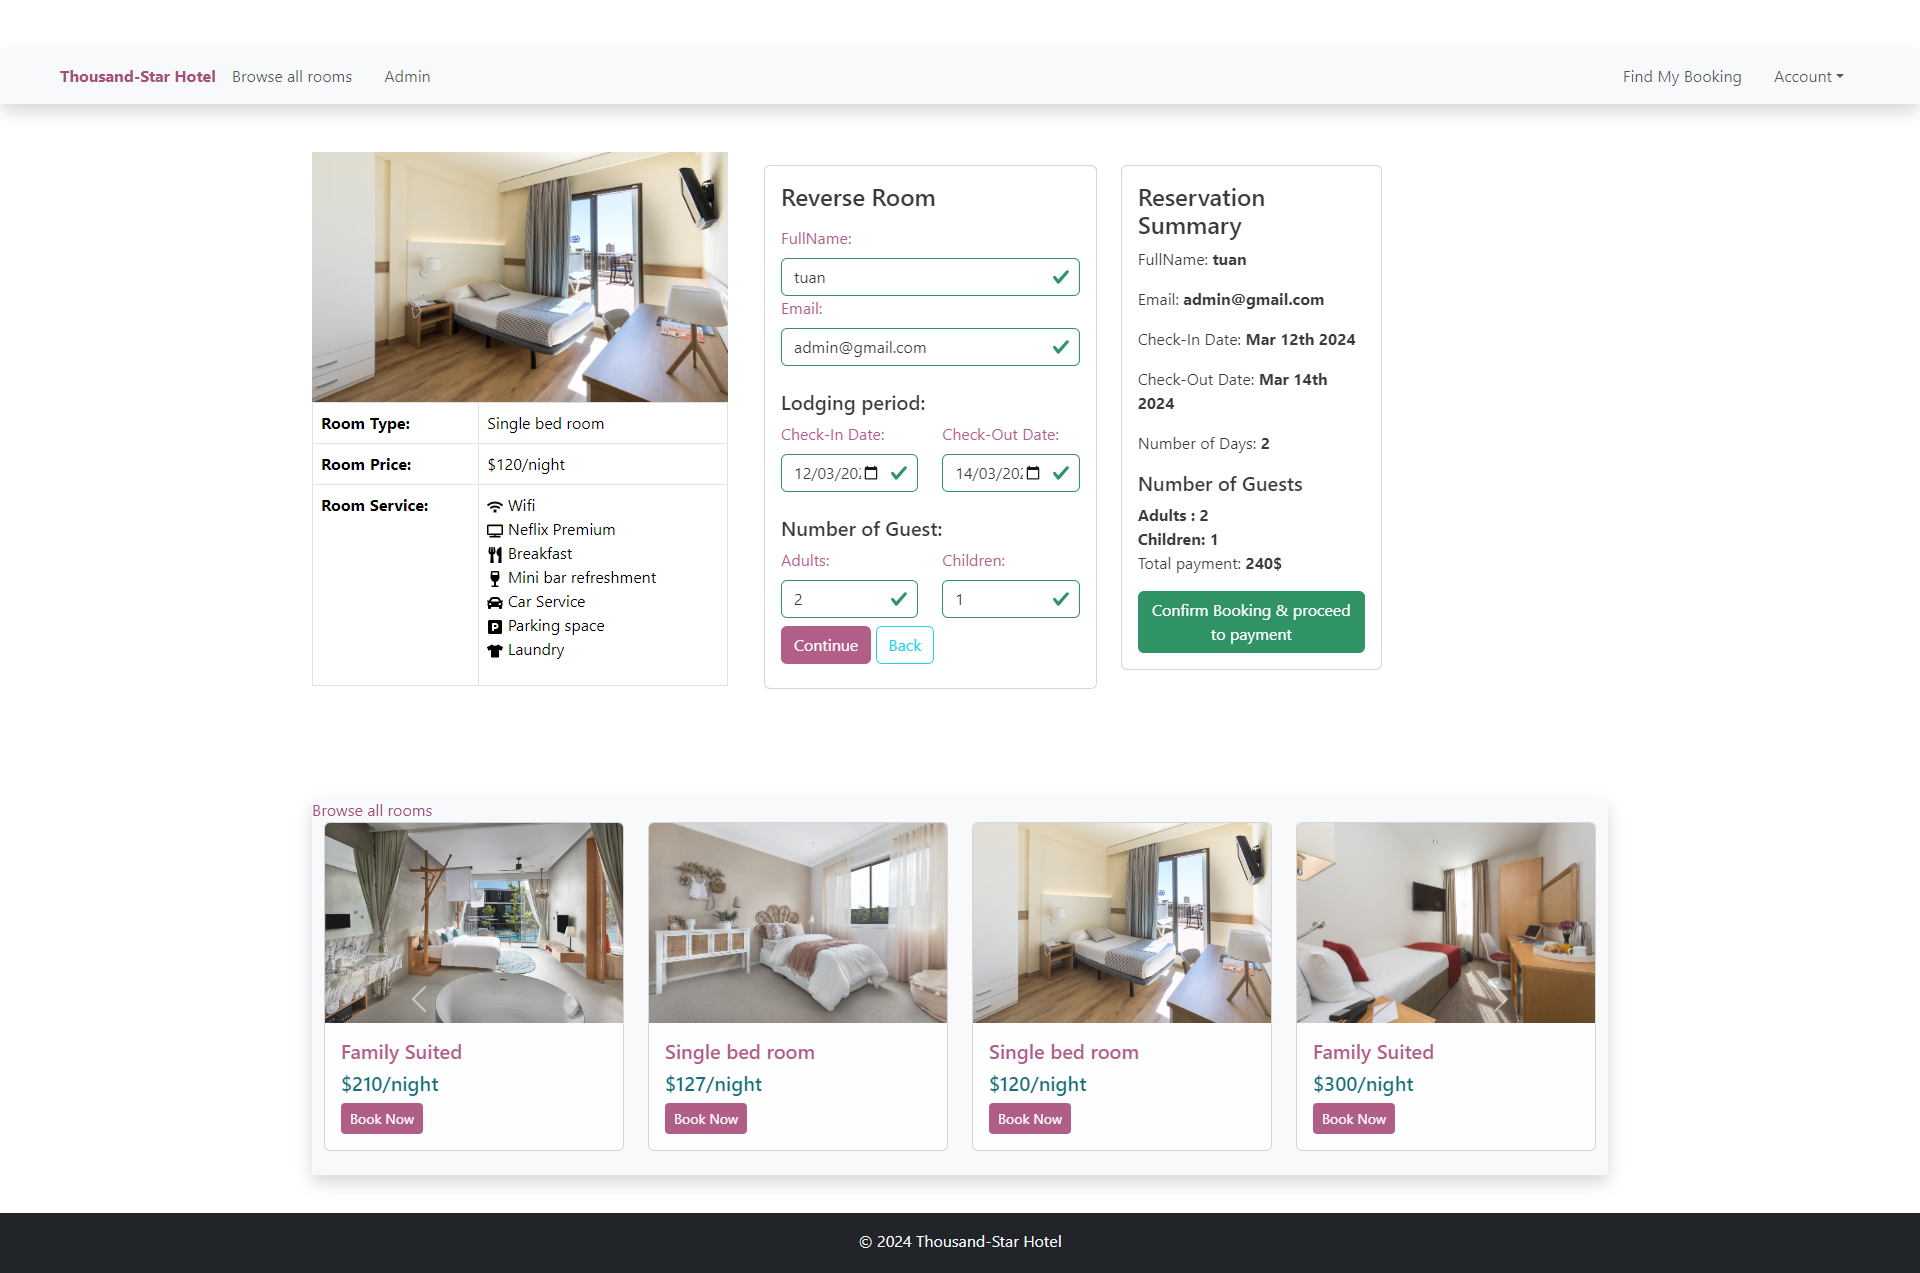 Thousand-Star Hotel Browse all rooms Admin Find My Booking Account
Room Type: Single bed room
Room Price: $120/night
Room Service: Wifi
Neflix Premium
Breakfast
Mini bar refreshment
Car Service
Parking space
Laundry
Reverse Room
FullName:
tuan
Email:
admin@gmail.com
Lodging period:
Check-In Date: Check-Out Date:
12/03/202 14/03/202
Number of Guest:
Adults: Children:
2 1
Continue Back
Reservation
Summary
FullName: tuan
Email: admin@gmail.com
Check-In Date: Mar 12th 2024
Check-Out Date: Mar 14th
2024
Number of Days: 2
Number of Guests
Adults : 2
Children: 1
Total payment: 240$
Confirm Booking & proceed
to payment
Browse all rooms
Family Suited
$210/night
Book Now
Single bed room
$127/night
Book Now
Single bed room
$120/night
Book Now
Family Suited
$300/night
Book Now
© 2024 Thousand-Star Hotel